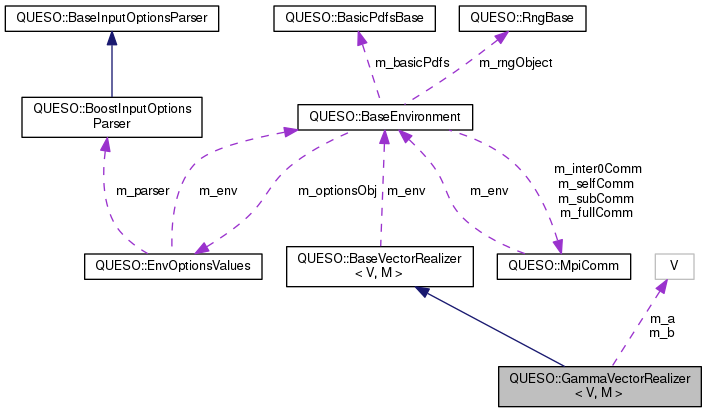 QUESO::BaseInputOptionsParser
QUESO::BasicPdfsBase
QUESO::RngBase
m_basicPdfs
m_rngObject
QUESO::BoostInputOptions
Parser
QUESO::BaseEnvironment
m_parser
m_env
m_optionsObj
m_env
m_env
m_inter0Comm
m_selfComm
m_subComm
m_fullComm
QUESO::EnvOptionsValues
QUESO::BaseVectorRealizer
< V, M >
QUESO::MpiComm
V
m_a
m_b
QUESO::GammaVectorRealizer
< V, M >